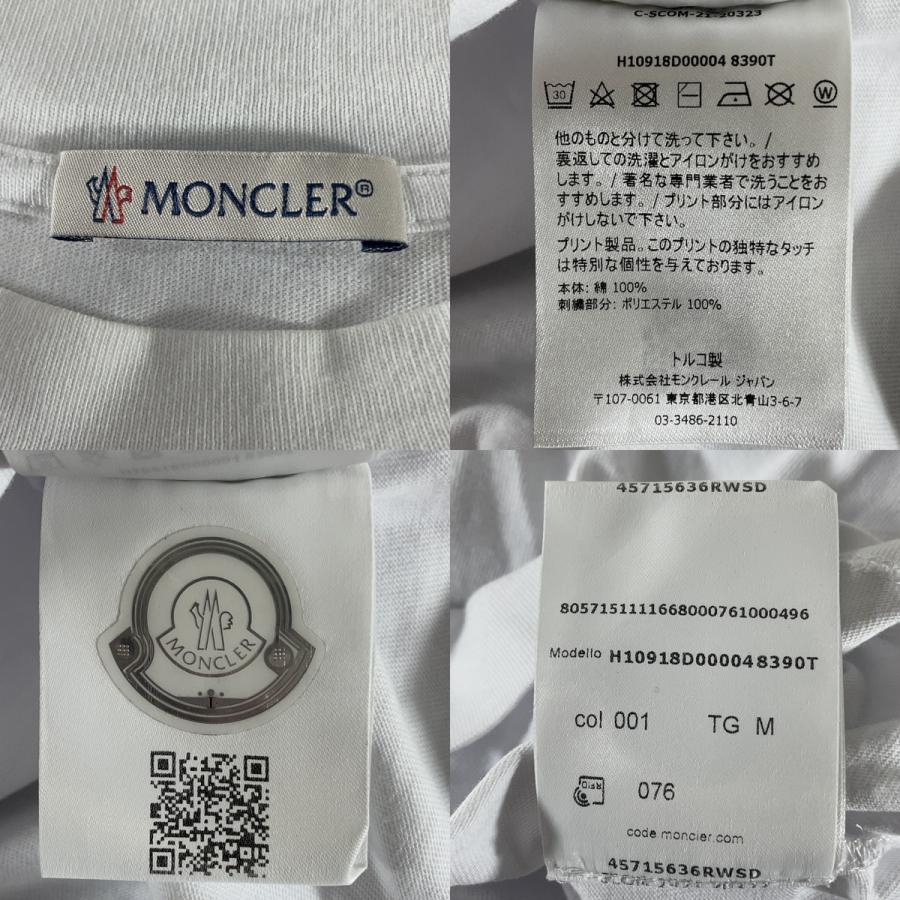 MONCLER®
C-SCOM-21-20323
H10918D00004 8390T
30
W
他のものと分けて洗って下さい。/
裏返しての洗濯とアイロンがけをおすすめ
します。/ 著名な専門業者で洗うことをお
すすめします。/ プリント部分にはアイロン
がけしないで下さい。
プリント製品。このプリントの独特なタッチ
は特別な個性を与えております。
本体: 綿 100%
刺繍部分: ポリエステル 100%
トルコ製
株式会社モンクレール ジャパン
〒107-0061 東京都港区北青山3-6-7
03-3486-2110
MONCLER
45715636RWSD
8057151111668000761000496
Modello H10918D000048390T
col 001 TG M
RFID 076
code moncler.com
45715636RWSD